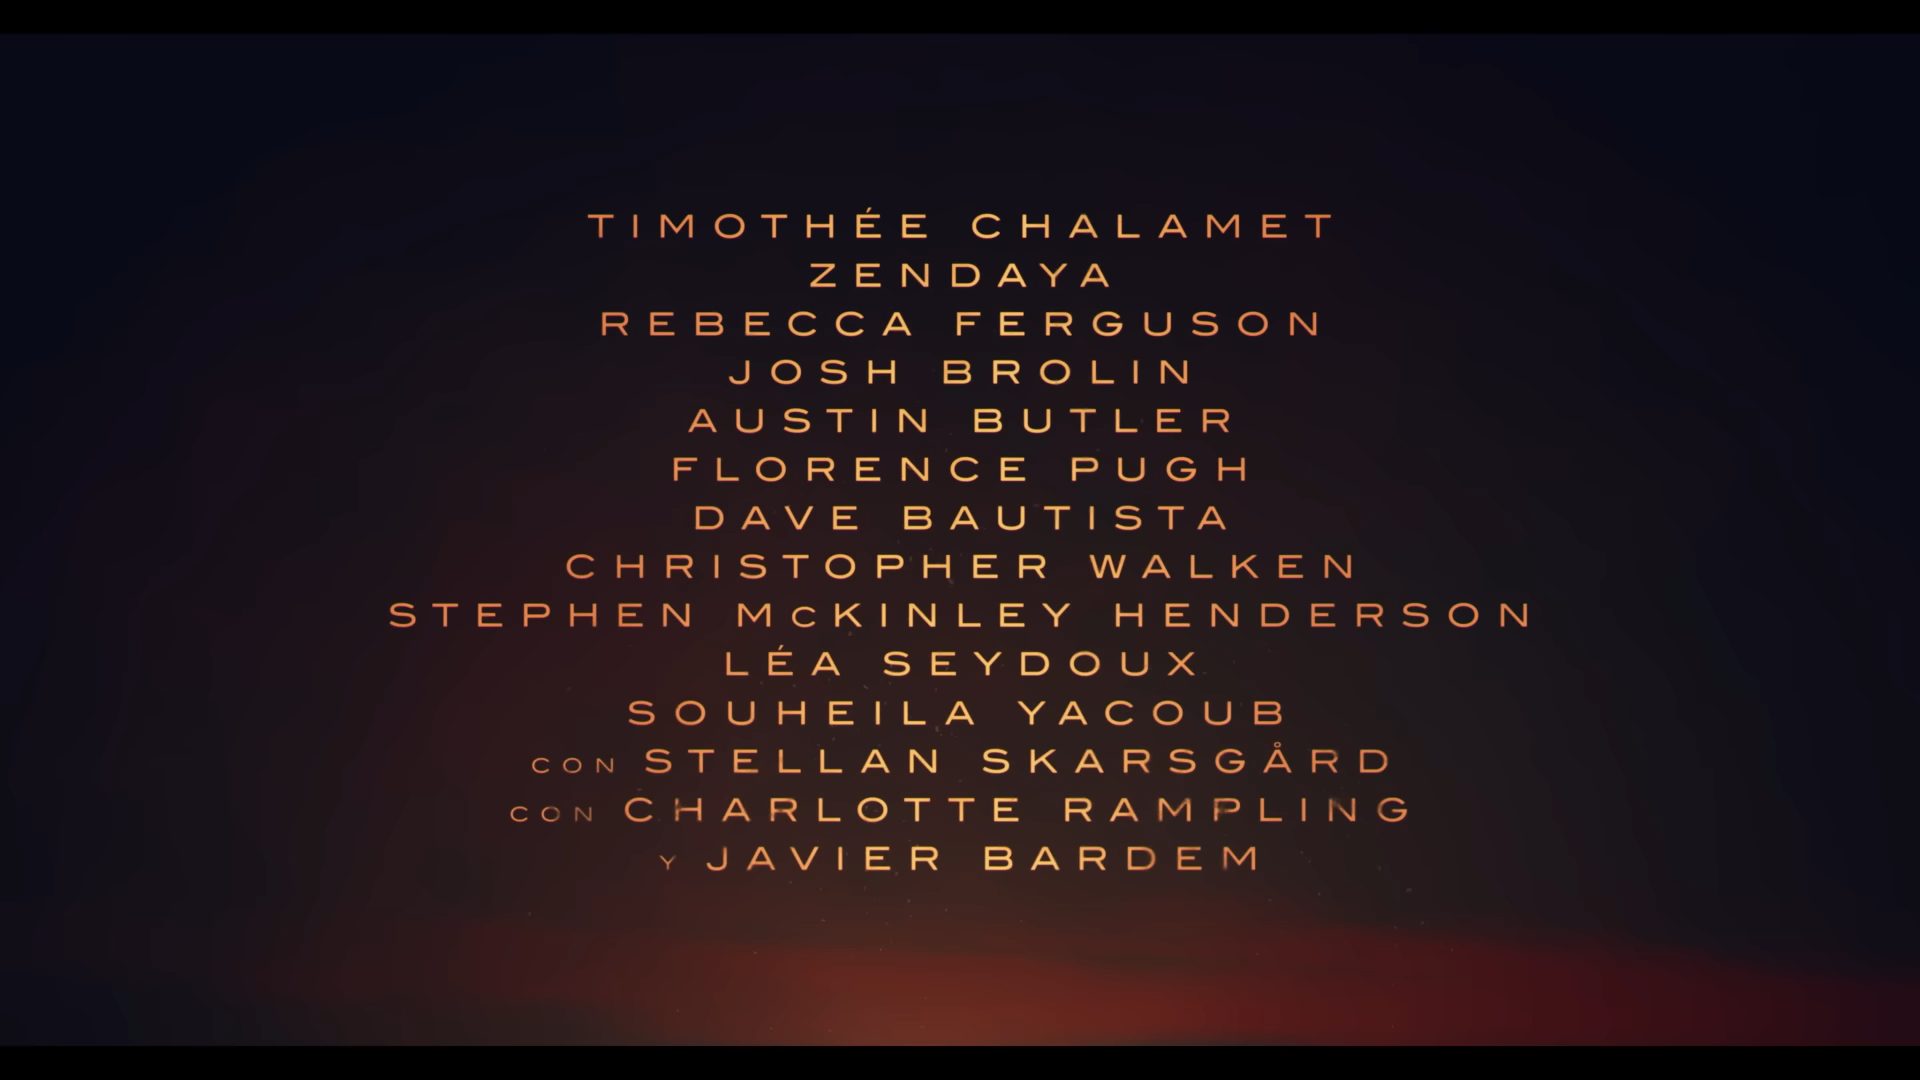 TIMOTHÉE CHALAMET
ZENDAYA
REBECCA FERGUSON
JOSH BROLIN
AUSTIN BUTLER
FLORENCE PUGH
DAVE BAUTISTA
CHRISTOPHER WALKEN
STEPHEN McKINLEY HENDERSON
LÉA SEYDOUX
SOUHEILA YACOUB
CON STELLAN SKARSGÅRD
CON CHARLOTTE RAMPLING
Y JAVIER BARDEM